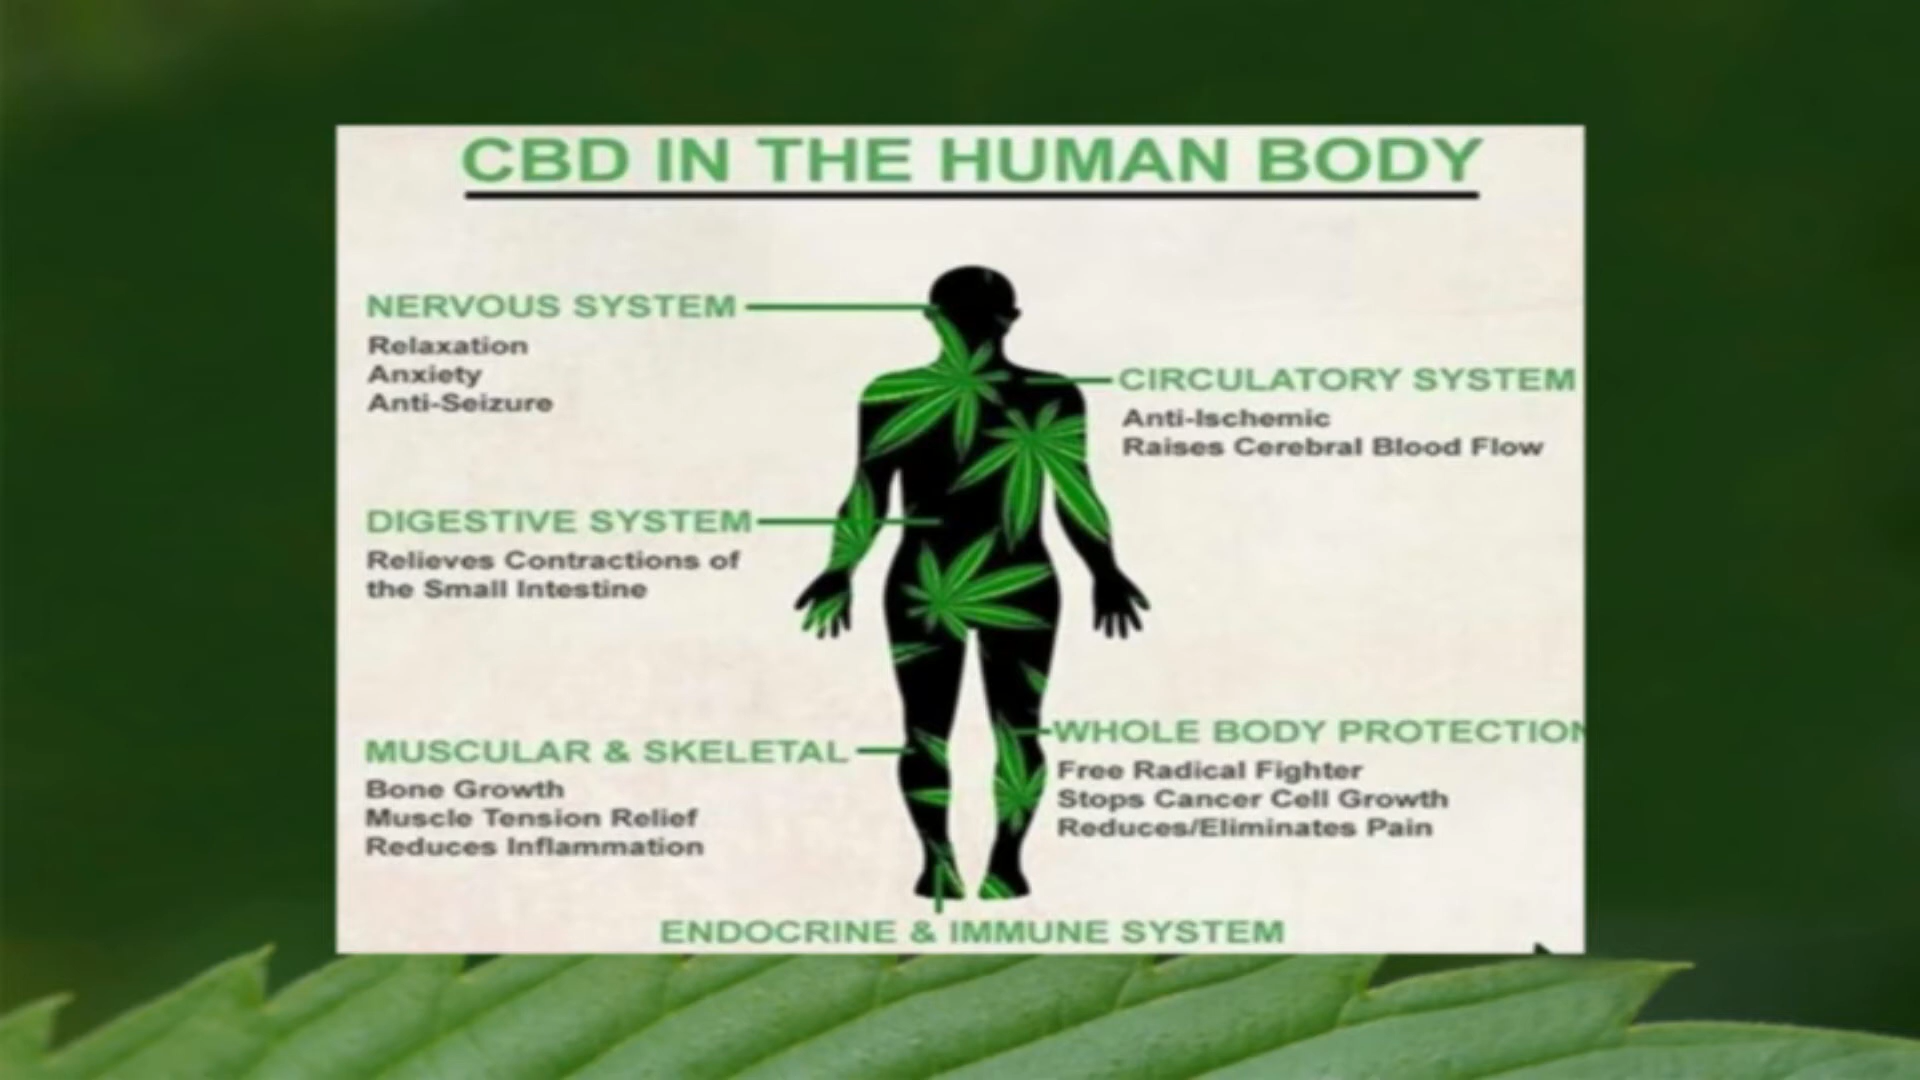 CBD IN THE HUMAN BODY
NERVOUS SYSTEM
Relaxation
Anxiety
Anti-Seizure
CIRCULATORY SYSTEM
Anti-Ischemic
Raises Cerebral Blood Flow
DIGESTIVE SYSTEM
Relieves Contractions of
the Small Intestine
MUSCULAR & SKELETAL
Bone Growth
Muscle Tension Relief
Reduces Inflammation
WHOLE BODY PROTECTION
Free Radical Fighter
Stops Cancer Cell Growth
Reduces/Eliminates Pain
ENDOCRINE & IMMUNE SYSTEM